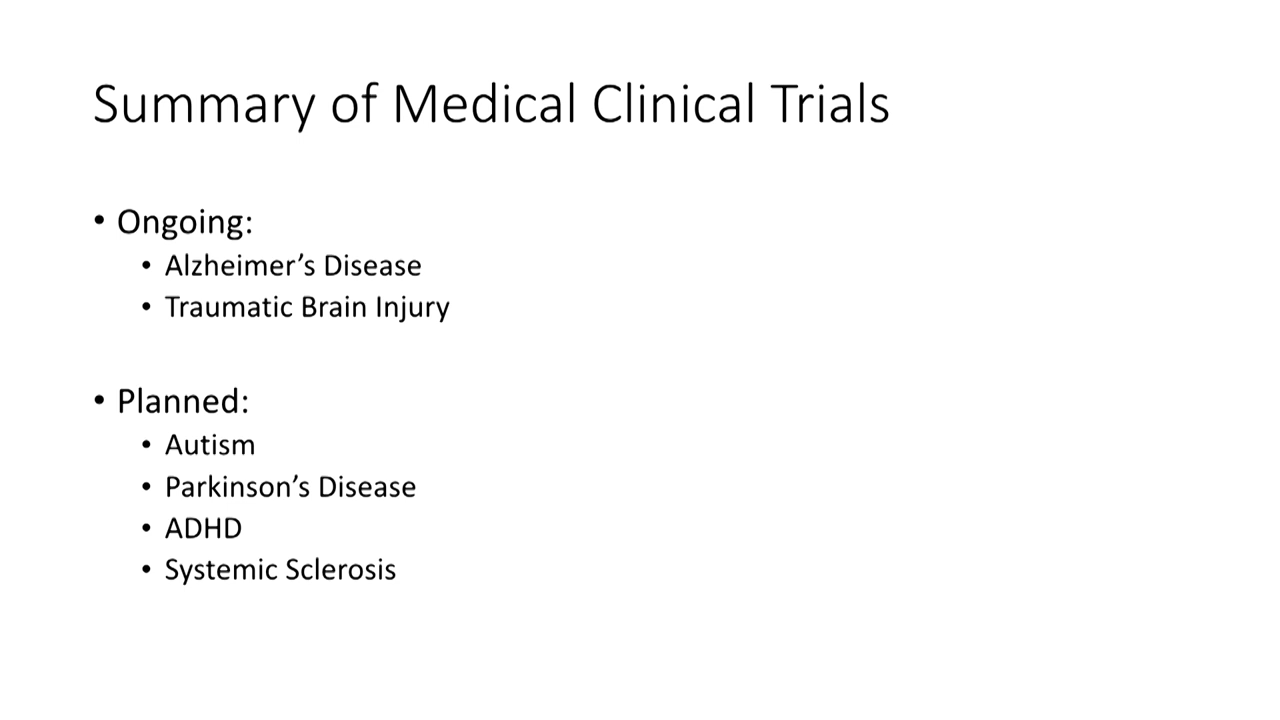 Summary of Medical Clinical Trials
• Ongoing:
• Alzheimer’s Disease
• Traumatic Brain Injury
• Planned:
• Autism
• Parkinson’s Disease
• ADHD
• Systemic Sclerosis